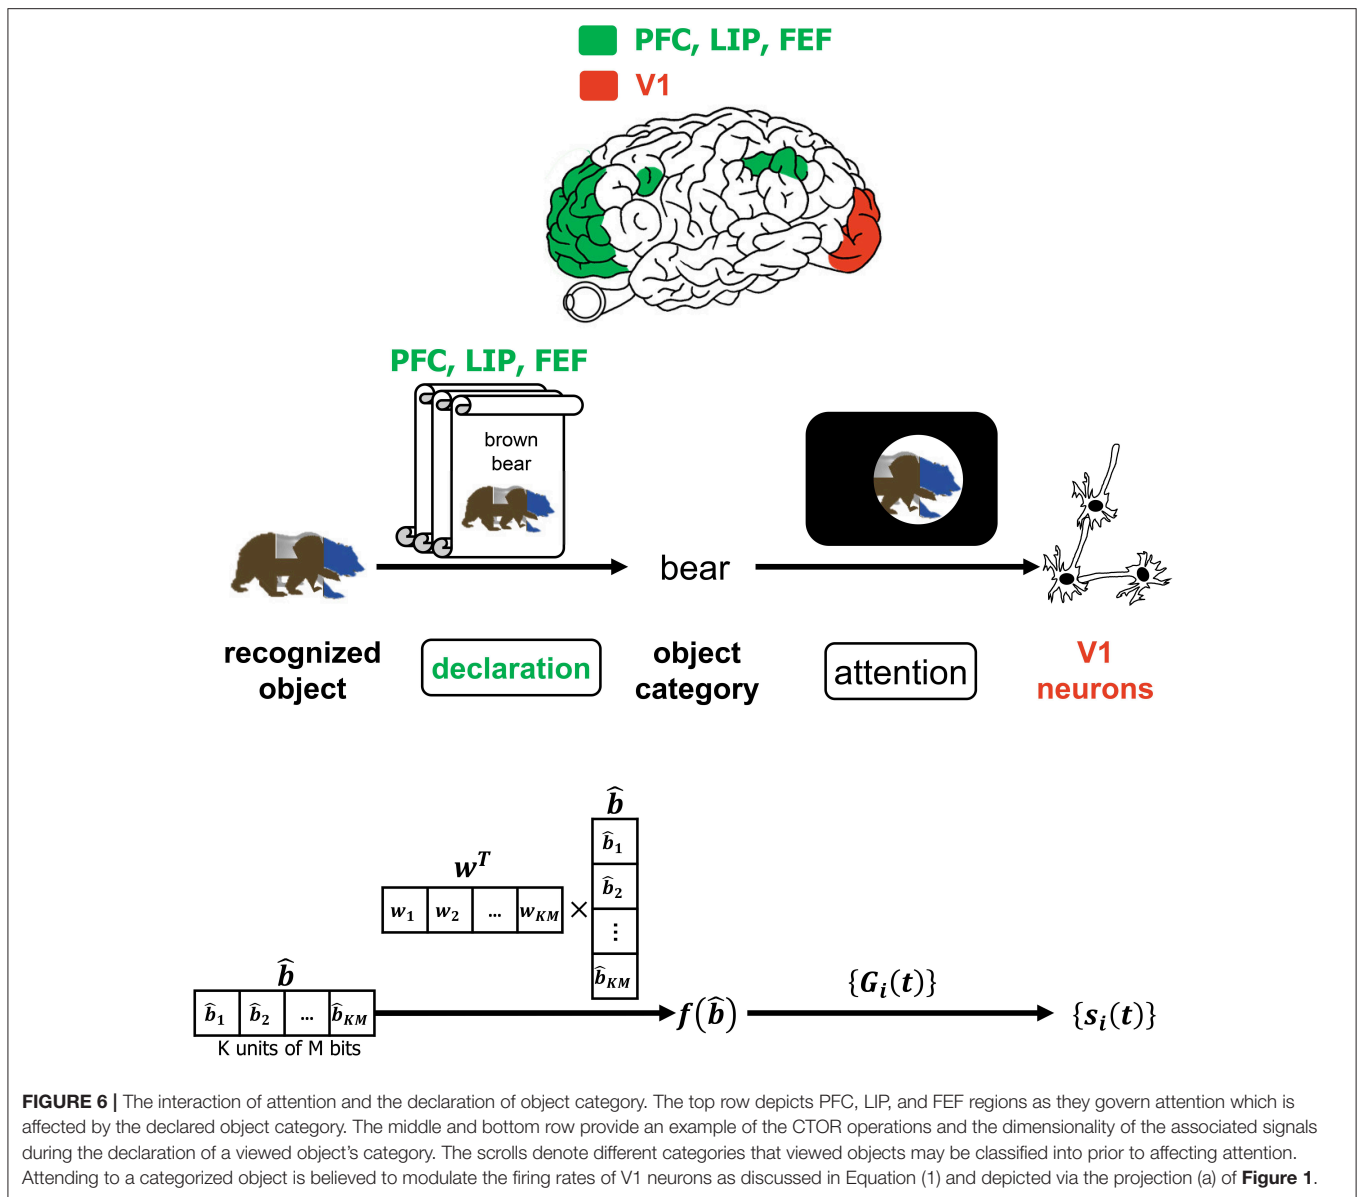 PFC, LIP, FEF
V1
PFC, LIP, FEF
brown
bear
bear
recognized
object
declaration
object
category
attention
V1
neurons
b̂
b̂₁
b̂₂
⋮
b̂_KM
wᵀ
w₁ w₂ ... w_KM ×
b̂
b̂₁ b̂₂ ... b̂_KM
K units of M bits
f(b̂)
{Gᵢ(t)}
{sᵢ(t)}
FIGURE 6 | The interaction of attention and the declaration of object category. The top row depicts PFC, LIP, and FEF regions as they govern attention which is
affected by the declared object category. The middle and bottom row provide an example of the CTOR operations and the dimensionality of the associated signals
during the declaration of a viewed object's category. The scrolls denote different categories that viewed objects may be classified into prior to affecting attention.
Attending to a categorized object is believed to modulate the firing rates of V1 neurons as discussed in Equation (1) and depicted via the projection (a) of Figure 1.